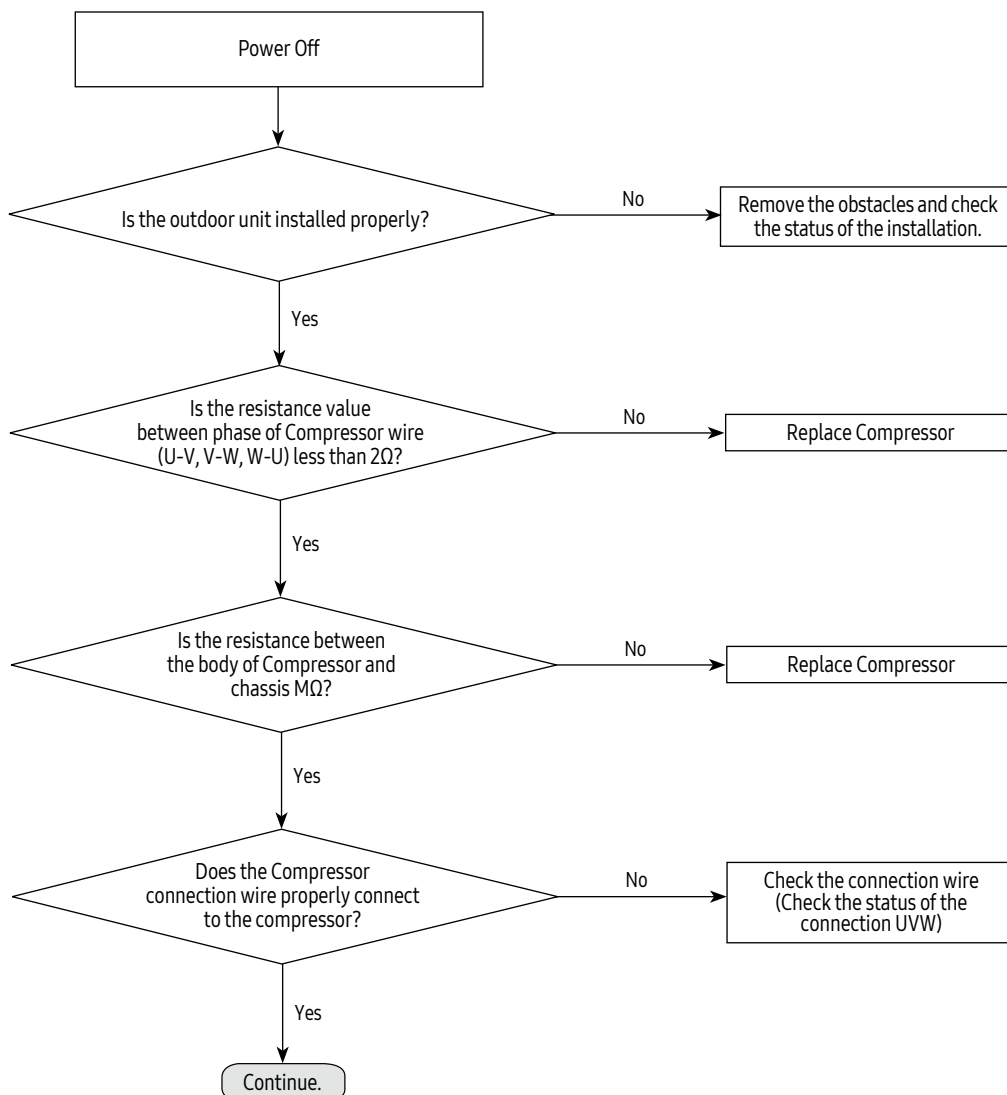 Power Off
Is the outdoor unit installed properly?
No
Remove the obstacles and check
the status of the installation.
Yes
Is the resistance value
between phase of Compressor wire
(U-V, V-W, W-U) less than 2Ω?
No
Replace Compressor
Yes
Is the resistance between
the body of Compressor and
chassis MΩ?
No
Replace Compressor
Yes
Does the Compressor
connection wire properly connect
to the compressor?
No
Check the connection wire
(Check the status of the
connection UVW)
Yes
Continue.